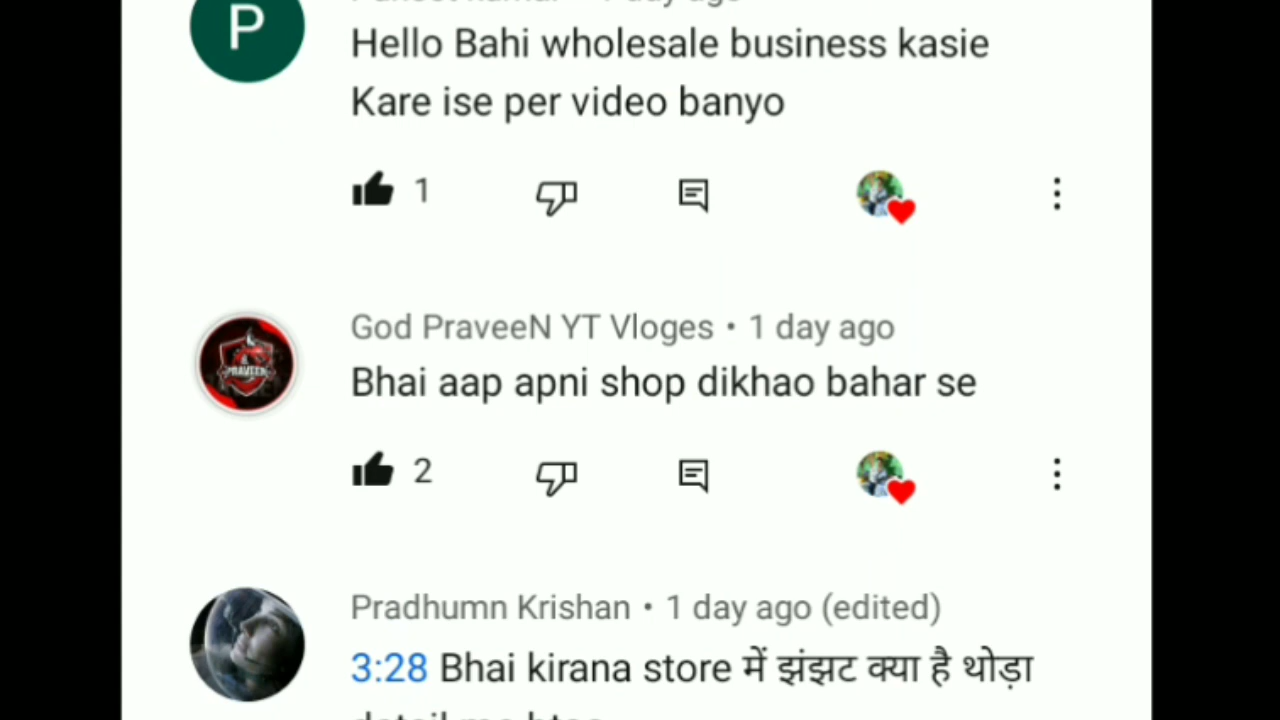 P
Hello Bahi wholesale business kasie
Kare ise per video banyo
1
God PraveeN YT Vloges • 1 day ago
Bhai aap apni shop dikhao bahar se
2
PRAVEEN
Pradhumn Krishan • 1 day ago (edited)
3:28 Bhai kirana store में झंझट क्या है थोड़ा